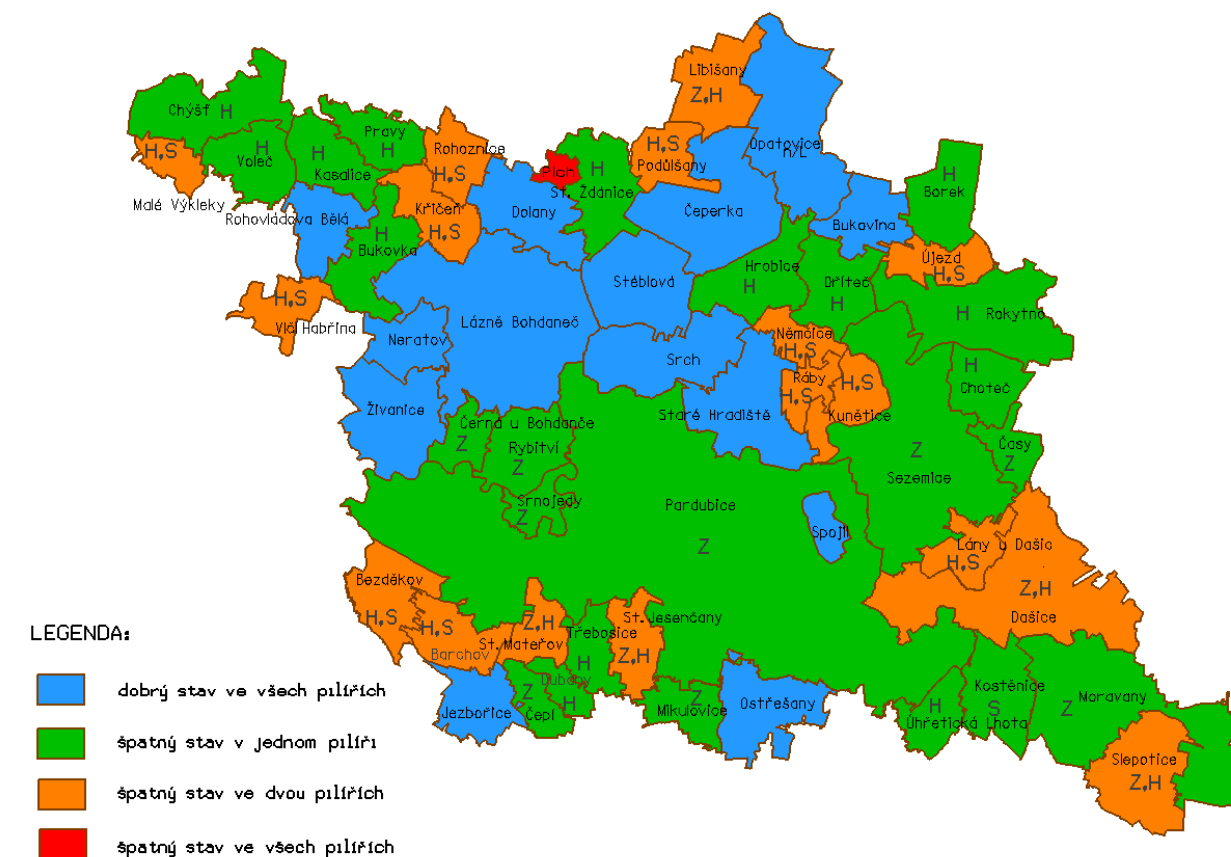 Libišany
Z,H
Chýšť H
Pravy
H
Opatovice
n/L
H,S
Voleč
H
H
Kasalice
Rohoznice
H,S
H,S
Podůlšany
Plch
H
St. Ždánice
H
Borek
Malé Výkleky
Rohovládova Bělá
Křičeň
H,S
Dolany
Čeperka
Bukovina
H
Bukovka
Hrobice
H
Dříteč
H
Újezd
H,S
Stéblová
H,S
Vlčí Habřina
Lázně Bohdaneč
H Rokytno
Neratov
Němčice
H,S
Srch
Ráby
H,S
H,S
Kunětice
H
Choteč
Živanice
Staré Hradiště
Černá u Bohdanče
Z
Rybitví
Z
Z
Sezemice
Časy
Z
Srnojedy
Z
Pardubice
Z
Spojil
Lány u Dašic
H,S
Z,H
Dašice
Bezděkov
H,S
H,S
Barchov
Z,H
St. Mateřov
Třebosice
H
St. Jesenčany
Z,H
LEGENDA:
Dubany
H
Z
Čepí
Jezbořice
Z
Mikulovice
Ostřešany
H
Úhřetická Lhota
Kostěnice
S
Moravany
Z
Slepotice
Z,H
dobrý stav ve všech pilířích
špatný stav v jednom pilíři
špatný stav ve dvou pilířích
špatný stav ve všech pilířích